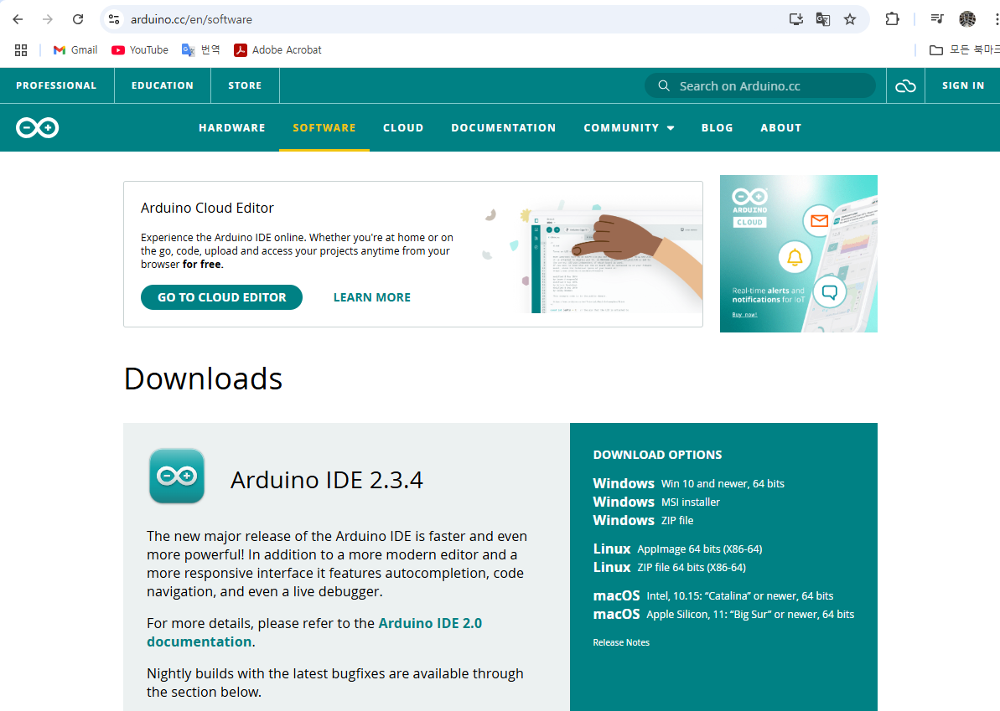 arduino.cc/en/software
Gmail
YouTube
번역
Adobe Acrobat
모든 북마크
PROFESSIONAL
EDUCATION
STORE
Search on Arduino.cc
SIGN IN
HARDWARE
SOFTWARE
CLOUD
DOCUMENTATION
COMMUNITY
BLOG
ABOUT
Arduino Cloud Editor
Experience the Arduino IDE online. Whether you're at home or on
the go, code, upload and access your projects anytime from your
browser for free.
GO TO CLOUD EDITOR
LEARN MORE
ARDUINO
CLOUD
Real-time alerts and
notifications for IoT
Buy now!
Downloads
Arduino IDE 2.3.4
The new major release of the Arduino IDE is faster and even
more powerful! In addition to a more modern editor and a
more responsive interface it features autocompletion, code
navigation, and even a live debugger.
For more details, please refer to the Arduino IDE 2.0
documentation.
Nightly builds with the latest bugfixes are available through
the section below.
DOWNLOAD OPTIONS
Windows Win 10 and newer, 64 bits
Windows MSI installer
Windows ZIP file
Linux AppImage 64 bits (X86-64)
Linux ZIP file 64 bits (X86-64)
macOS Intel, 10.15: “Catalina” or newer, 64 bits
macOS Apple Silicon, 11: “Big Sur” or newer, 64 bits
Release Notes